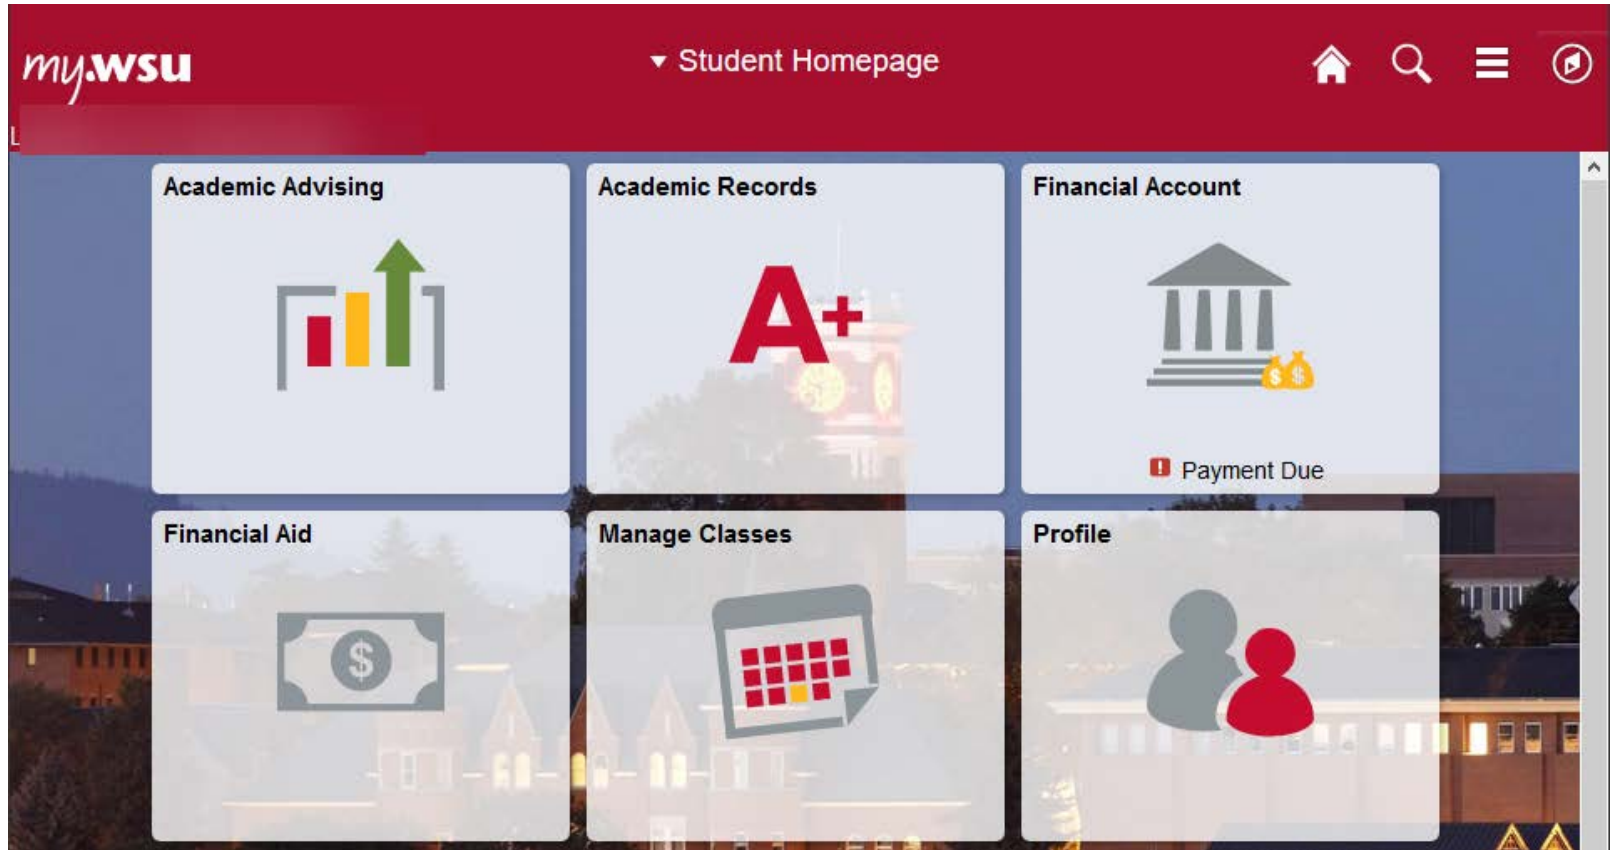 my.wsu
Student Homepage
L
Academic Advising
Academic Records
Financial Account
A+
$ $
Payment Due
Financial Aid
Manage Classes
Profile
$